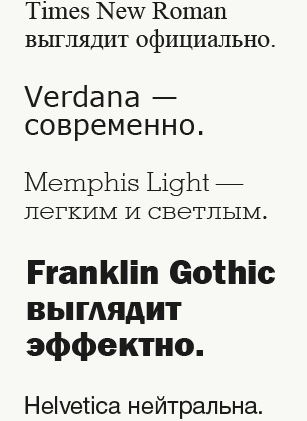 Times New Roman
выглядит официально.
Verdana —
современно.
Memphis Light —
легким и светлым.
Franklin Gothic
выглядит
эффектно.
Helvetica нейтральна.